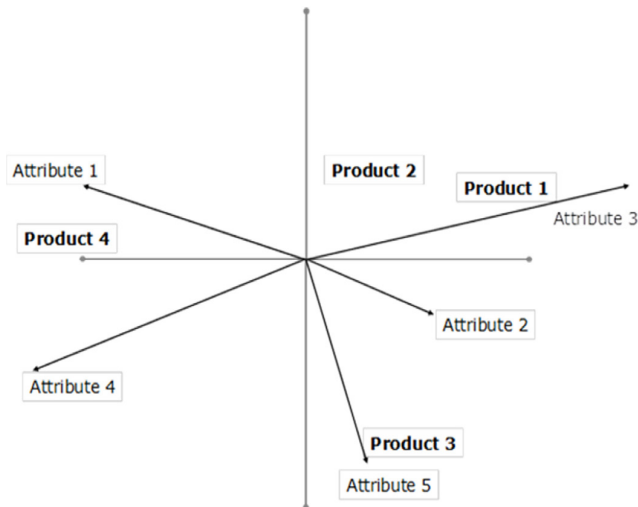 Attribute 1
Product 2
Product 1
Attribute 3
Product 4
Attribute 2
Attribute 4
Product 3
Attribute 5